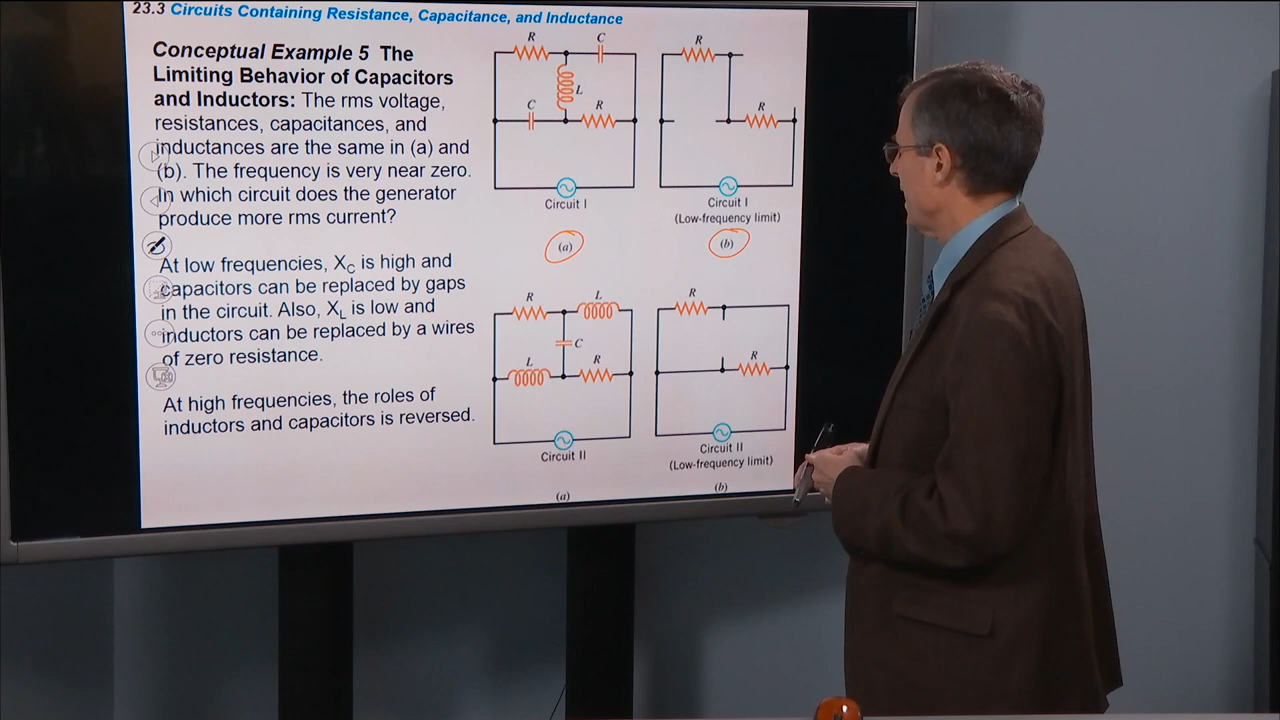 23.3 Circuits Containing Resistance, Capacitance, and Inductance
Conceptual Example 5 The
Limiting Behavior of Capacitors
and Inductors: The rms voltage,
resistances, capacitances, and
inductances are the same in (a) and
(b). The frequency is very near zero.
In which circuit does the generator
produce more rms current?
At low frequencies, XC is high and
capacitors can be replaced by gaps
in the circuit. Also, XL is low and
inductors can be replaced by a wires
of zero resistance.
At high frequencies, the roles of
inductors and capacitors is reversed.
R
C
L
C
R
Circuit I
(a)
R
R
Circuit I
(Low-frequency limit)
(b)
R
L
C
L
R
Circuit II
(a)
R
R
Circuit II
(Low-frequency limit)
(b)